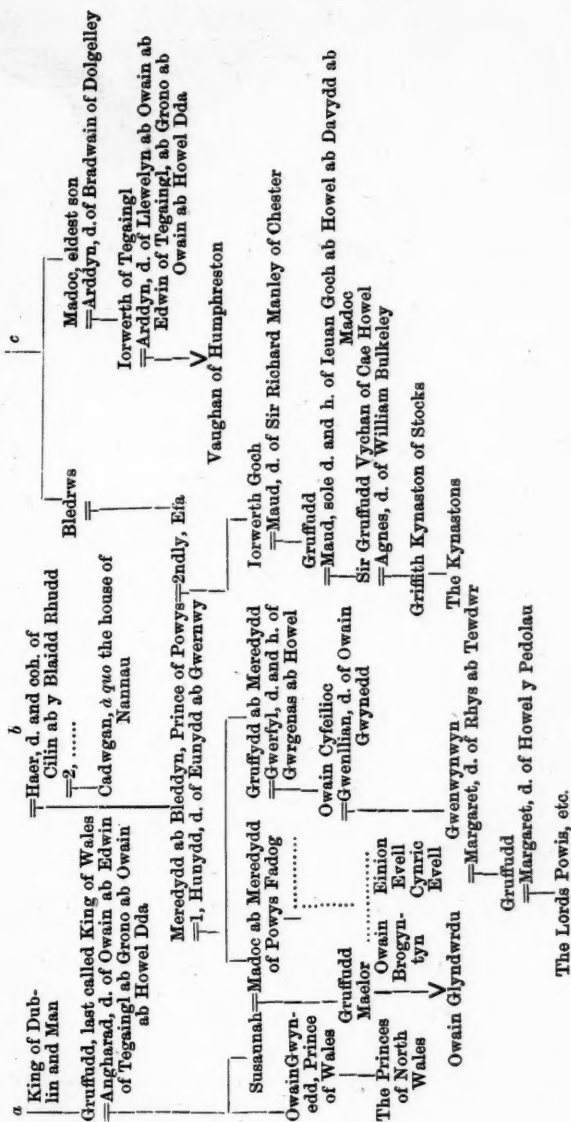 a
King of Dub-
lin and Man
Gruffudd, last called King of Wales
=Angharad, d. of Owain ab Edwin
of Tegaingl ab Grono ab Owain
ab Howel Dda
b
=Haer, d. and coh. of
Cilin ab y Blaidd Rhudd
=2, ......
Cadwgan, à quo the house of
Nannau
c
Bledrws
=
Madoc, eldest son
=Arddyn, d. of Bradwain of Dolgelley
Iorwerth of Tegaingl
=Arddyn, d. of Llewelyn ab Owain ab
Edwin of Tegaingl, ab Grono ab
Owain ab Howel Dda
Vaughan of Humphreston
Meredydd ab Bleddyn, Prince of Powys=2ndly, Efa
=1, Hunydd, d. of Eunydd ab Gwernwy
Susannah=Madoc ab Meredydd
of Powys Fadog
Gruffydd ab Meredydd
=Gwerfyl, d. and h. of
Gwrgenas ab Howel
Iorwerth Goch
=Maud, d. of Sir Richard Manley of Chester
OwainGwyn-
edd, Prince
of Wales
Gruffudd
Maelor
Owain
Brogyn-
tyn
Einion
Evell
Cynric
Evell
Owain Cyfeilioc
=Gwenllian, d. of Owain
Gwynedd
Gruffudd
=Maud, sole d. and h. of Ieuan Goch ab Howel ab Davydd ab
Madoc
The Princes
of North
Wales
Owain Glyndwrdu
Gwenwynwyn
=Margaret, d. of Rhys ab Tewdwr
Sir Gruffudd Vychan of Cae Howel
=Agnes, d. of William Bulkeley
Gruffudd
=Margaret, d. of Howel y Pedolau
Griffith Kynaston of Stocks
The Lords Powis, etc.
The Kynastons